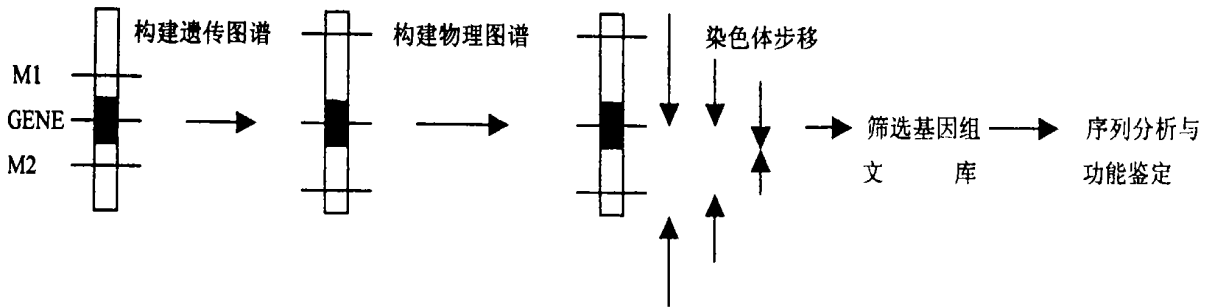 构建遗传图谱
构建物理图谱
染色体步移
M1
GENE
M2
筛选基因组
文 库
序列分析与
功能鉴定